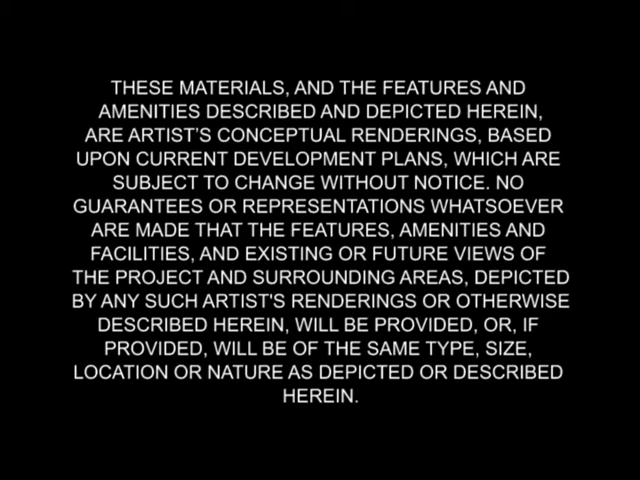 THESE MATERIALS, AND THE FEATURES AND
AMENITIES DESCRIBED AND DEPICTED HEREIN,
ARE ARTIST'S CONCEPTUAL RENDERINGS, BASED
UPON CURRENT DEVELOPMENT PLANS, WHICH ARE
SUBJECT TO CHANGE WITHOUT NOTICE. NO
GUARANTEES OR REPRESENTATIONS WHATSOEVER
ARE MADE THAT THE FEATURES, AMENITIES AND
FACILITIES, AND EXISTING OR FUTURE VIEWS OF
THE PROJECT AND SURROUNDING AREAS, DEPICTED
BY ANY SUCH ARTIST'S RENDERINGS OR OTHERWISE
DESCRIBED HEREIN, WILL BE PROVIDED, OR, IF
PROVIDED, WILL BE OF THE SAME TYPE, SIZE,
LOCATION OR NATURE AS DEPICTED OR DESCRIBED
HEREIN.